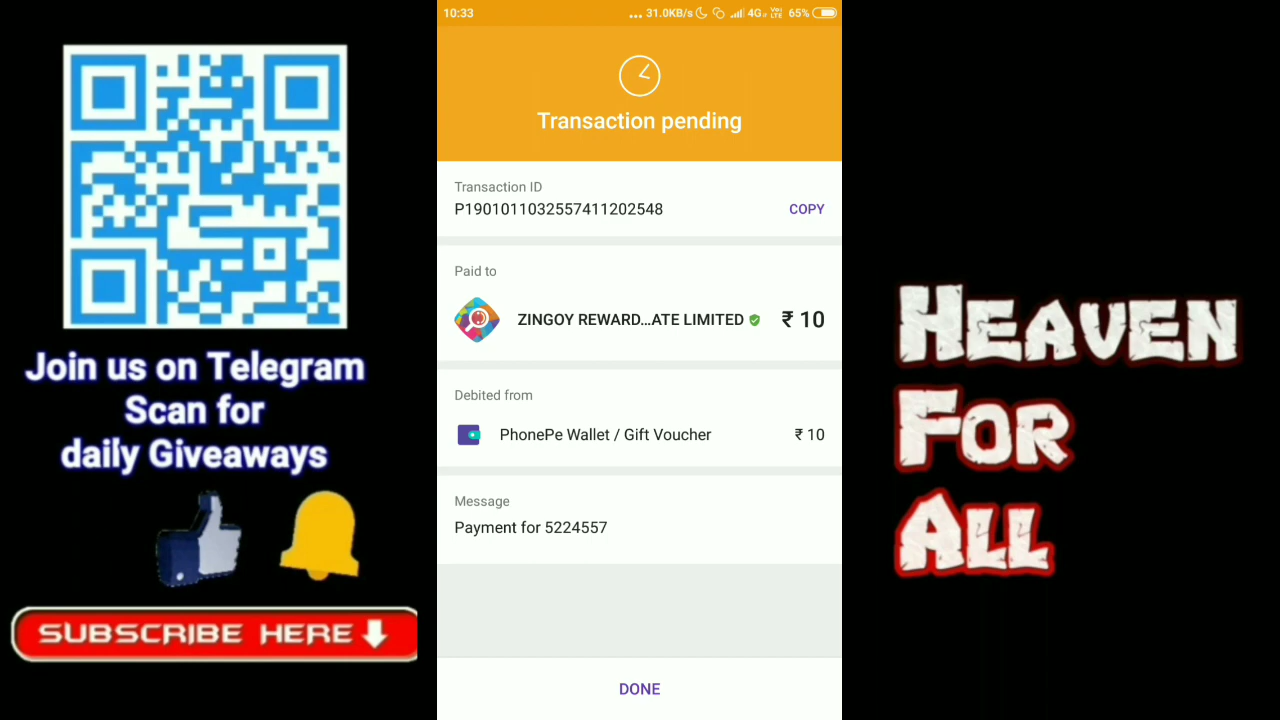 Join us on Telegram
Scan for
daily Giveaways
SUBSCRIBE HERE
10:33
... 31.0KB/s 4G VoLTE 65%
Transaction pending
Transaction ID
P1901011032557411202548 COPY
Paid to
ZINGOY REWARD...ATE LIMITED ₹ 10
Debited from
PhonePe Wallet / Gift Voucher ₹ 10
Message
Payment for 5224557
DONE
HEAVEN
FOR
ALL